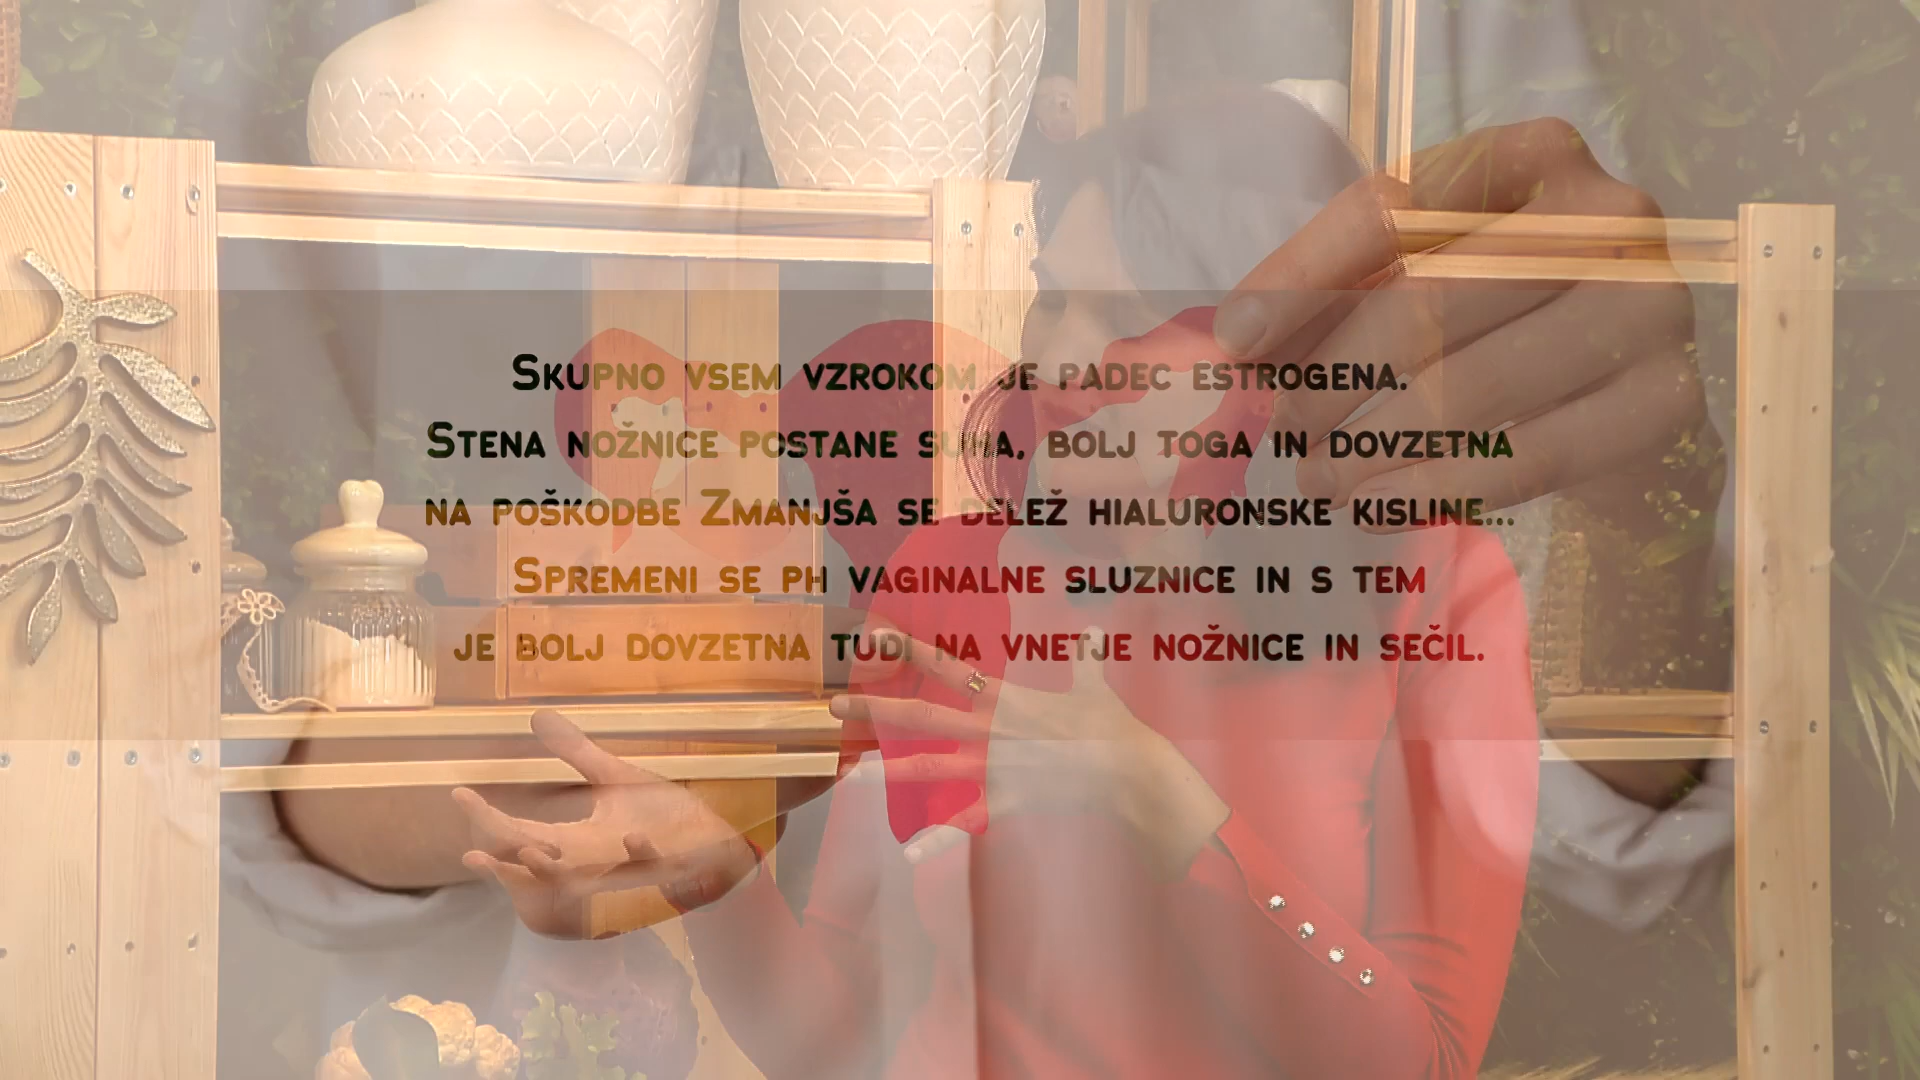 Skupno vsem vzrokom je padec estrogena.
Stena nožnice postane suha, bolj toga in dovzetna
na poškodbe Zmanjša se delež hialuronske kisline...
Spremeni se ph vaginalne sluznice in s tem
je bolj dovzetna tudi na vnetje nožnice in sečil.